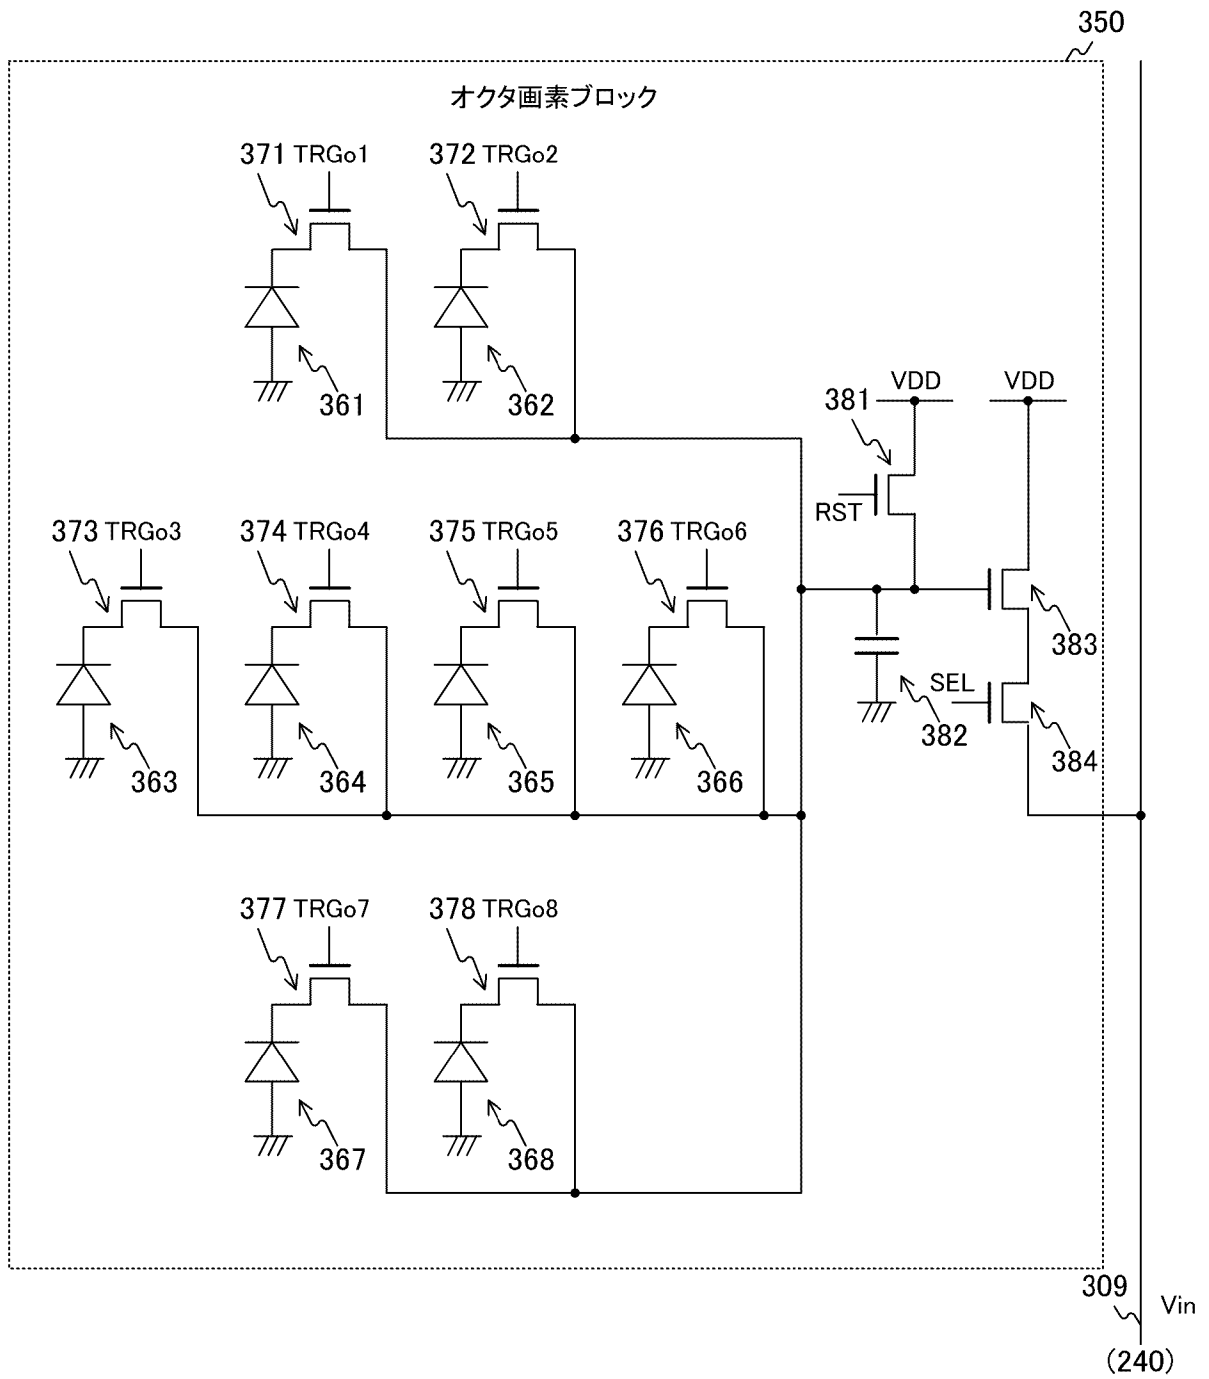 350
オクタ画素ブロック
371 TRGo1 372 TRGo2
361 362
VDD VDD
381
RST
373 TRGo3 374 TRGo4 375 TRGo5 376 TRGo6
383
SEL
382
384
363 364 365 366
377 TRGo7 378 TRGo8
367 368
309
Vin
(240)